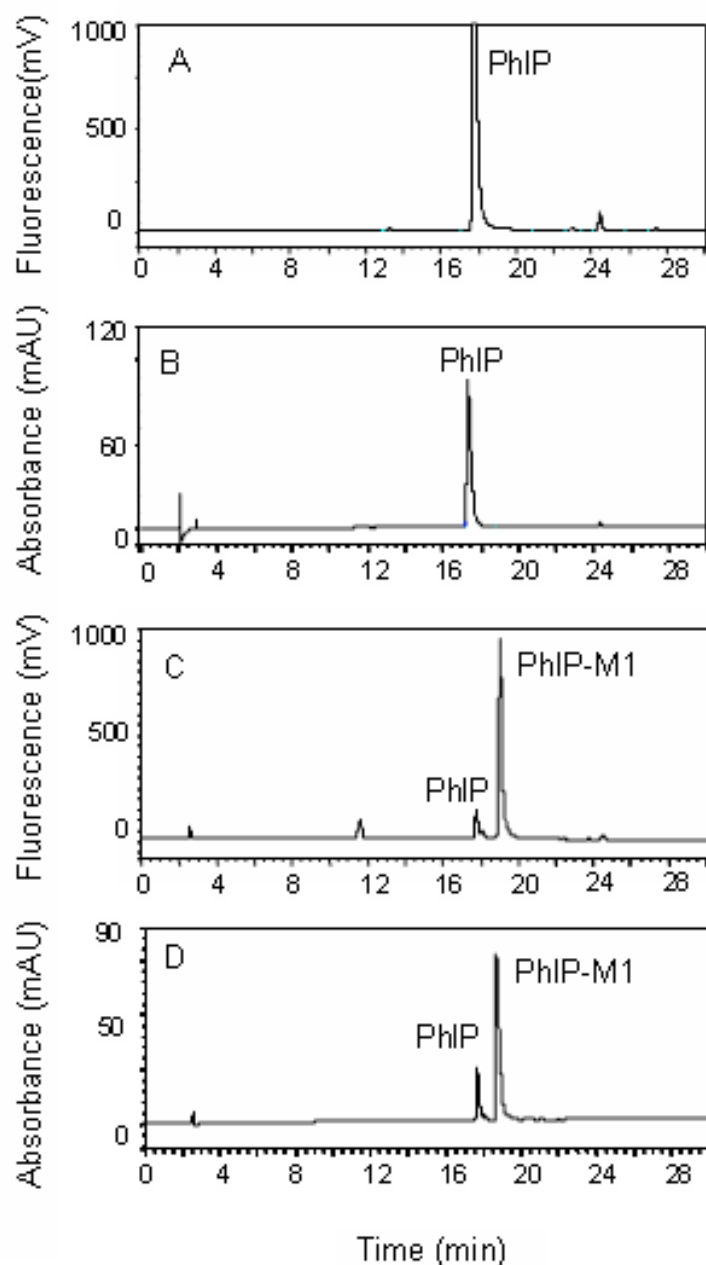 Fluorescence(mV)
1000
500
0
A
PhIP
0 4 8 12 16 20 24 28
Absorbance (mAU)
120
60
0
B
PhIP
0 4 8 12 16 20 24 28
Fluorescence (mV)
1000
500
0
C
PhIP
PhIP-M1
0 4 8 12 16 20 24 28
Absorbance (mAU)
90
50
0
D
PhIP
PhIP-M1
0 4 8 12 16 20 24 28
Time (min)